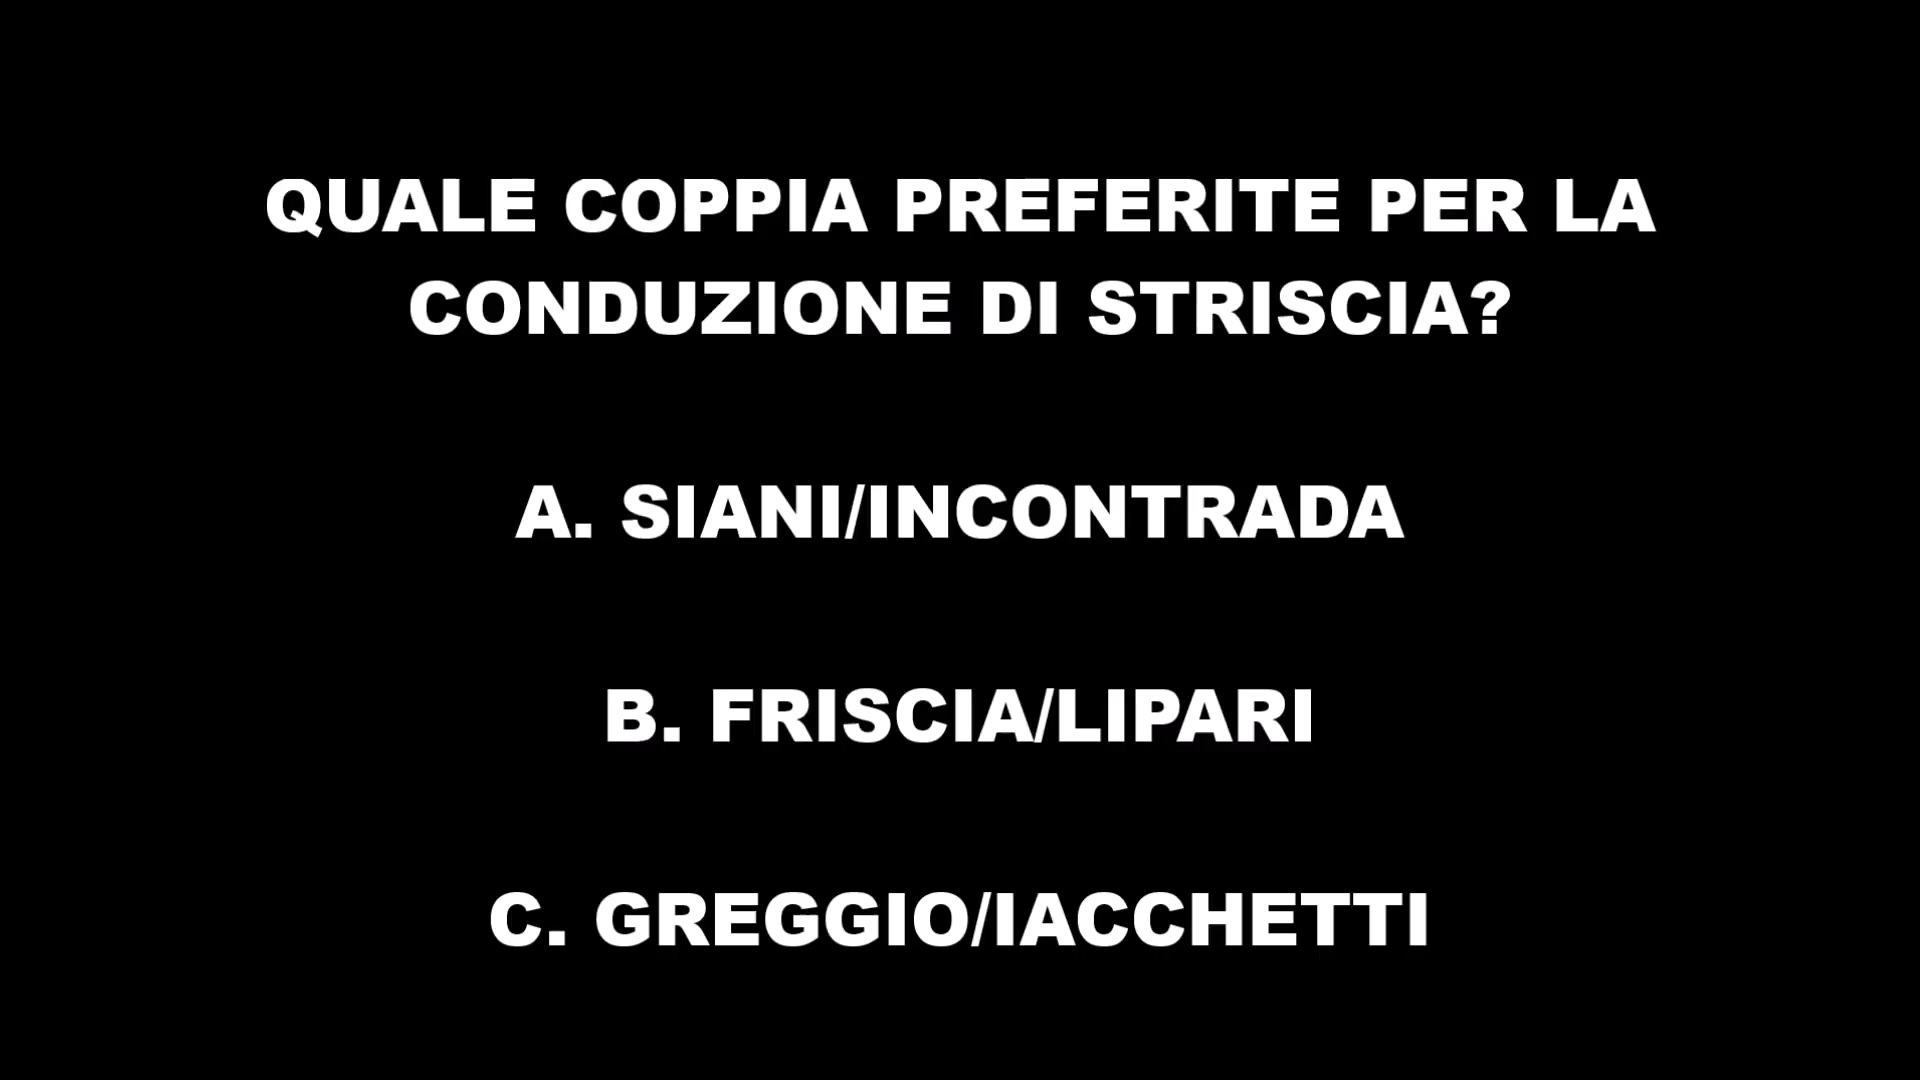 QUALE COPPIA PREFERITE PER LA
CONDUZIONE DI STRISCIA?
A. SIANI/INCONTRADA
B. FRISCIA/LIPARI
C. GREGGIO/IACCHETTI